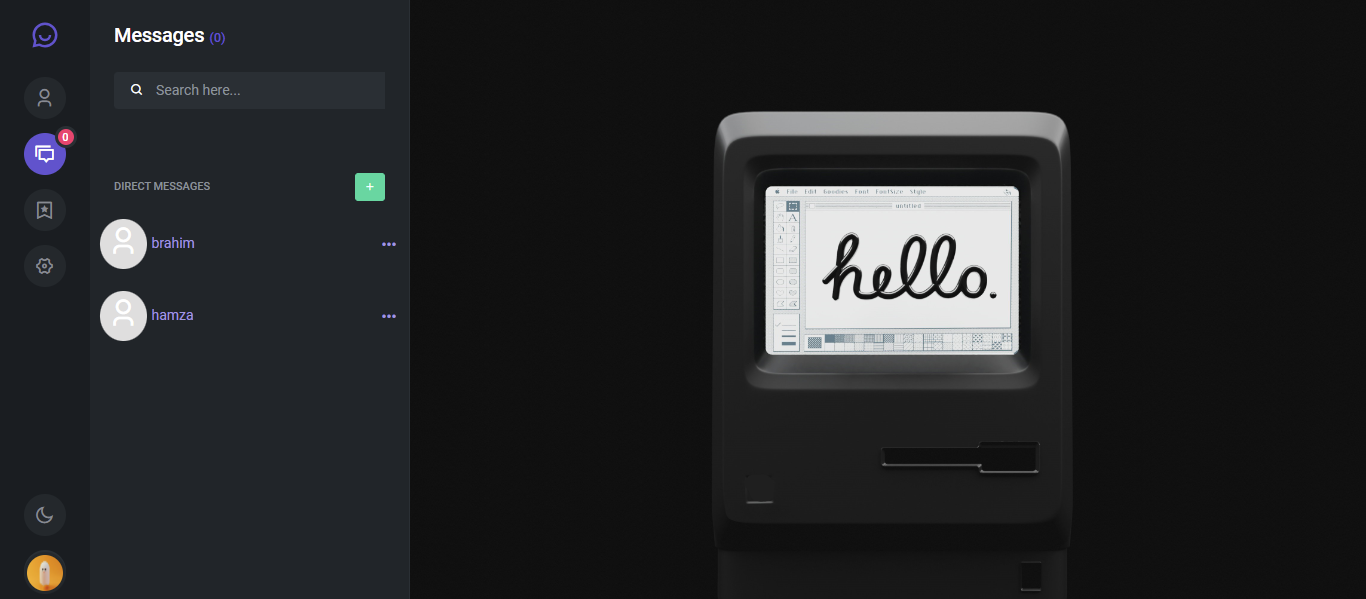 Messages (0)
Search here...
0
DIRECT MESSAGES
+
brahim
hamza
File Edit Goodies Font FontSize Style
untitled
A
hello.